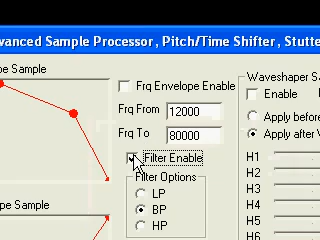 vanced Sample Processor, Pitch/Time Shifter, Stutte
pe Sample
Frq Envelope Enable
Frq From 12000
Frq To 80000
Filter Enable
Filter Options
LP
BP
HP
pe Sample
Waveshaper Sa
Enable
Apply before
Apply after W
H1
H2
H3
H4
H5
H6